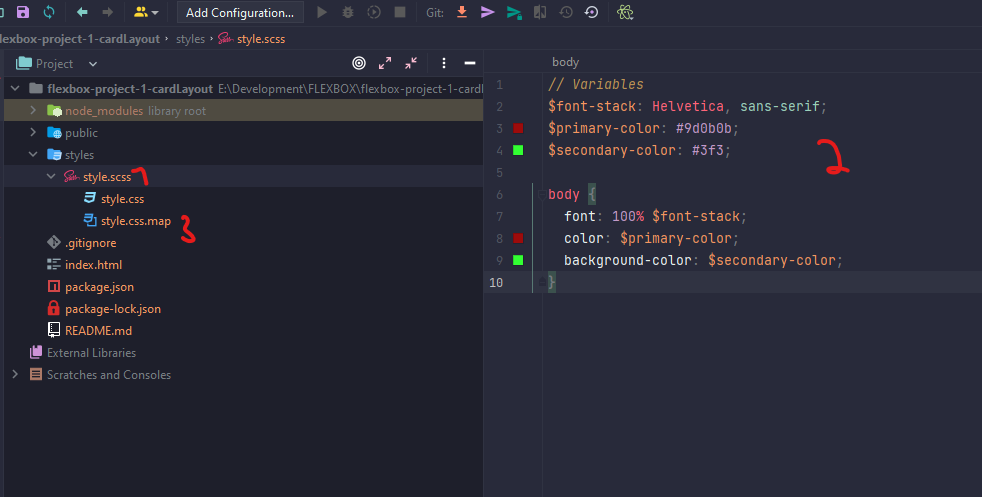 Add Configuration...
Git:
lexbox-project-1-cardLayout
styles
style.scss
Project
flexbox-project-1-cardLayout E:\Development\FLEXBOX\flexbox-project-1-card
node_modules library root
public
styles
style.scss 1
style.css
style.css.map 3
.gitignore
index.html
package.json
package-lock.json
README.md
External Libraries
Scratches and Consoles
body
1 // Variables
2 $font-stack: Helvetica, sans-serif;
3 $primary-color: #9d0b0b;
4 $secondary-color: #3f3;
2
5
6 body {
7 font: 100% $font-stack;
8 color: $primary-color;
9 background-color: $secondary-color;
10 }